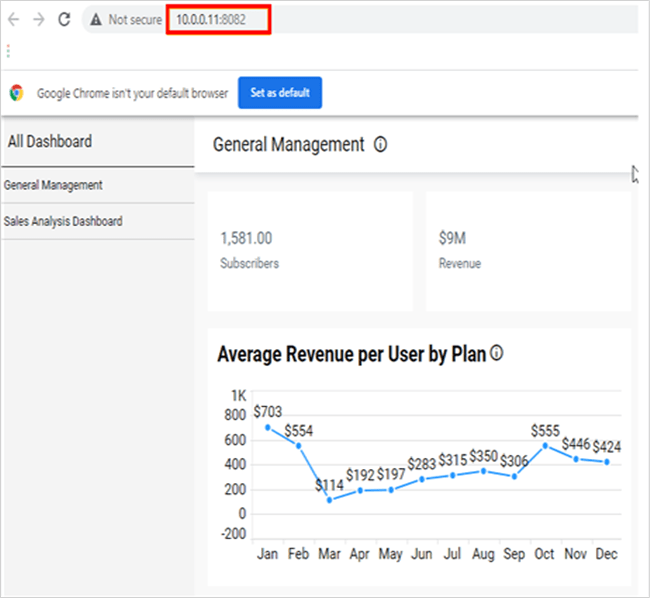 Not secure 10.0.0.11:8082
Google Chrome isn't your default browser Set as default
All Dashboard
General Management
Sales Analysis Dashboard
General Management
1,581.00
Subscribers
$9M
Revenue
Average Revenue per User by Plan
1K
800
600
400
200
0
-200
$703
$554
$114
$192
$197
$283
$315
$350
$306
$555
$446
$424
Jan Feb Mar Apr May Jun Jul Aug Sep Oct Nov Dec